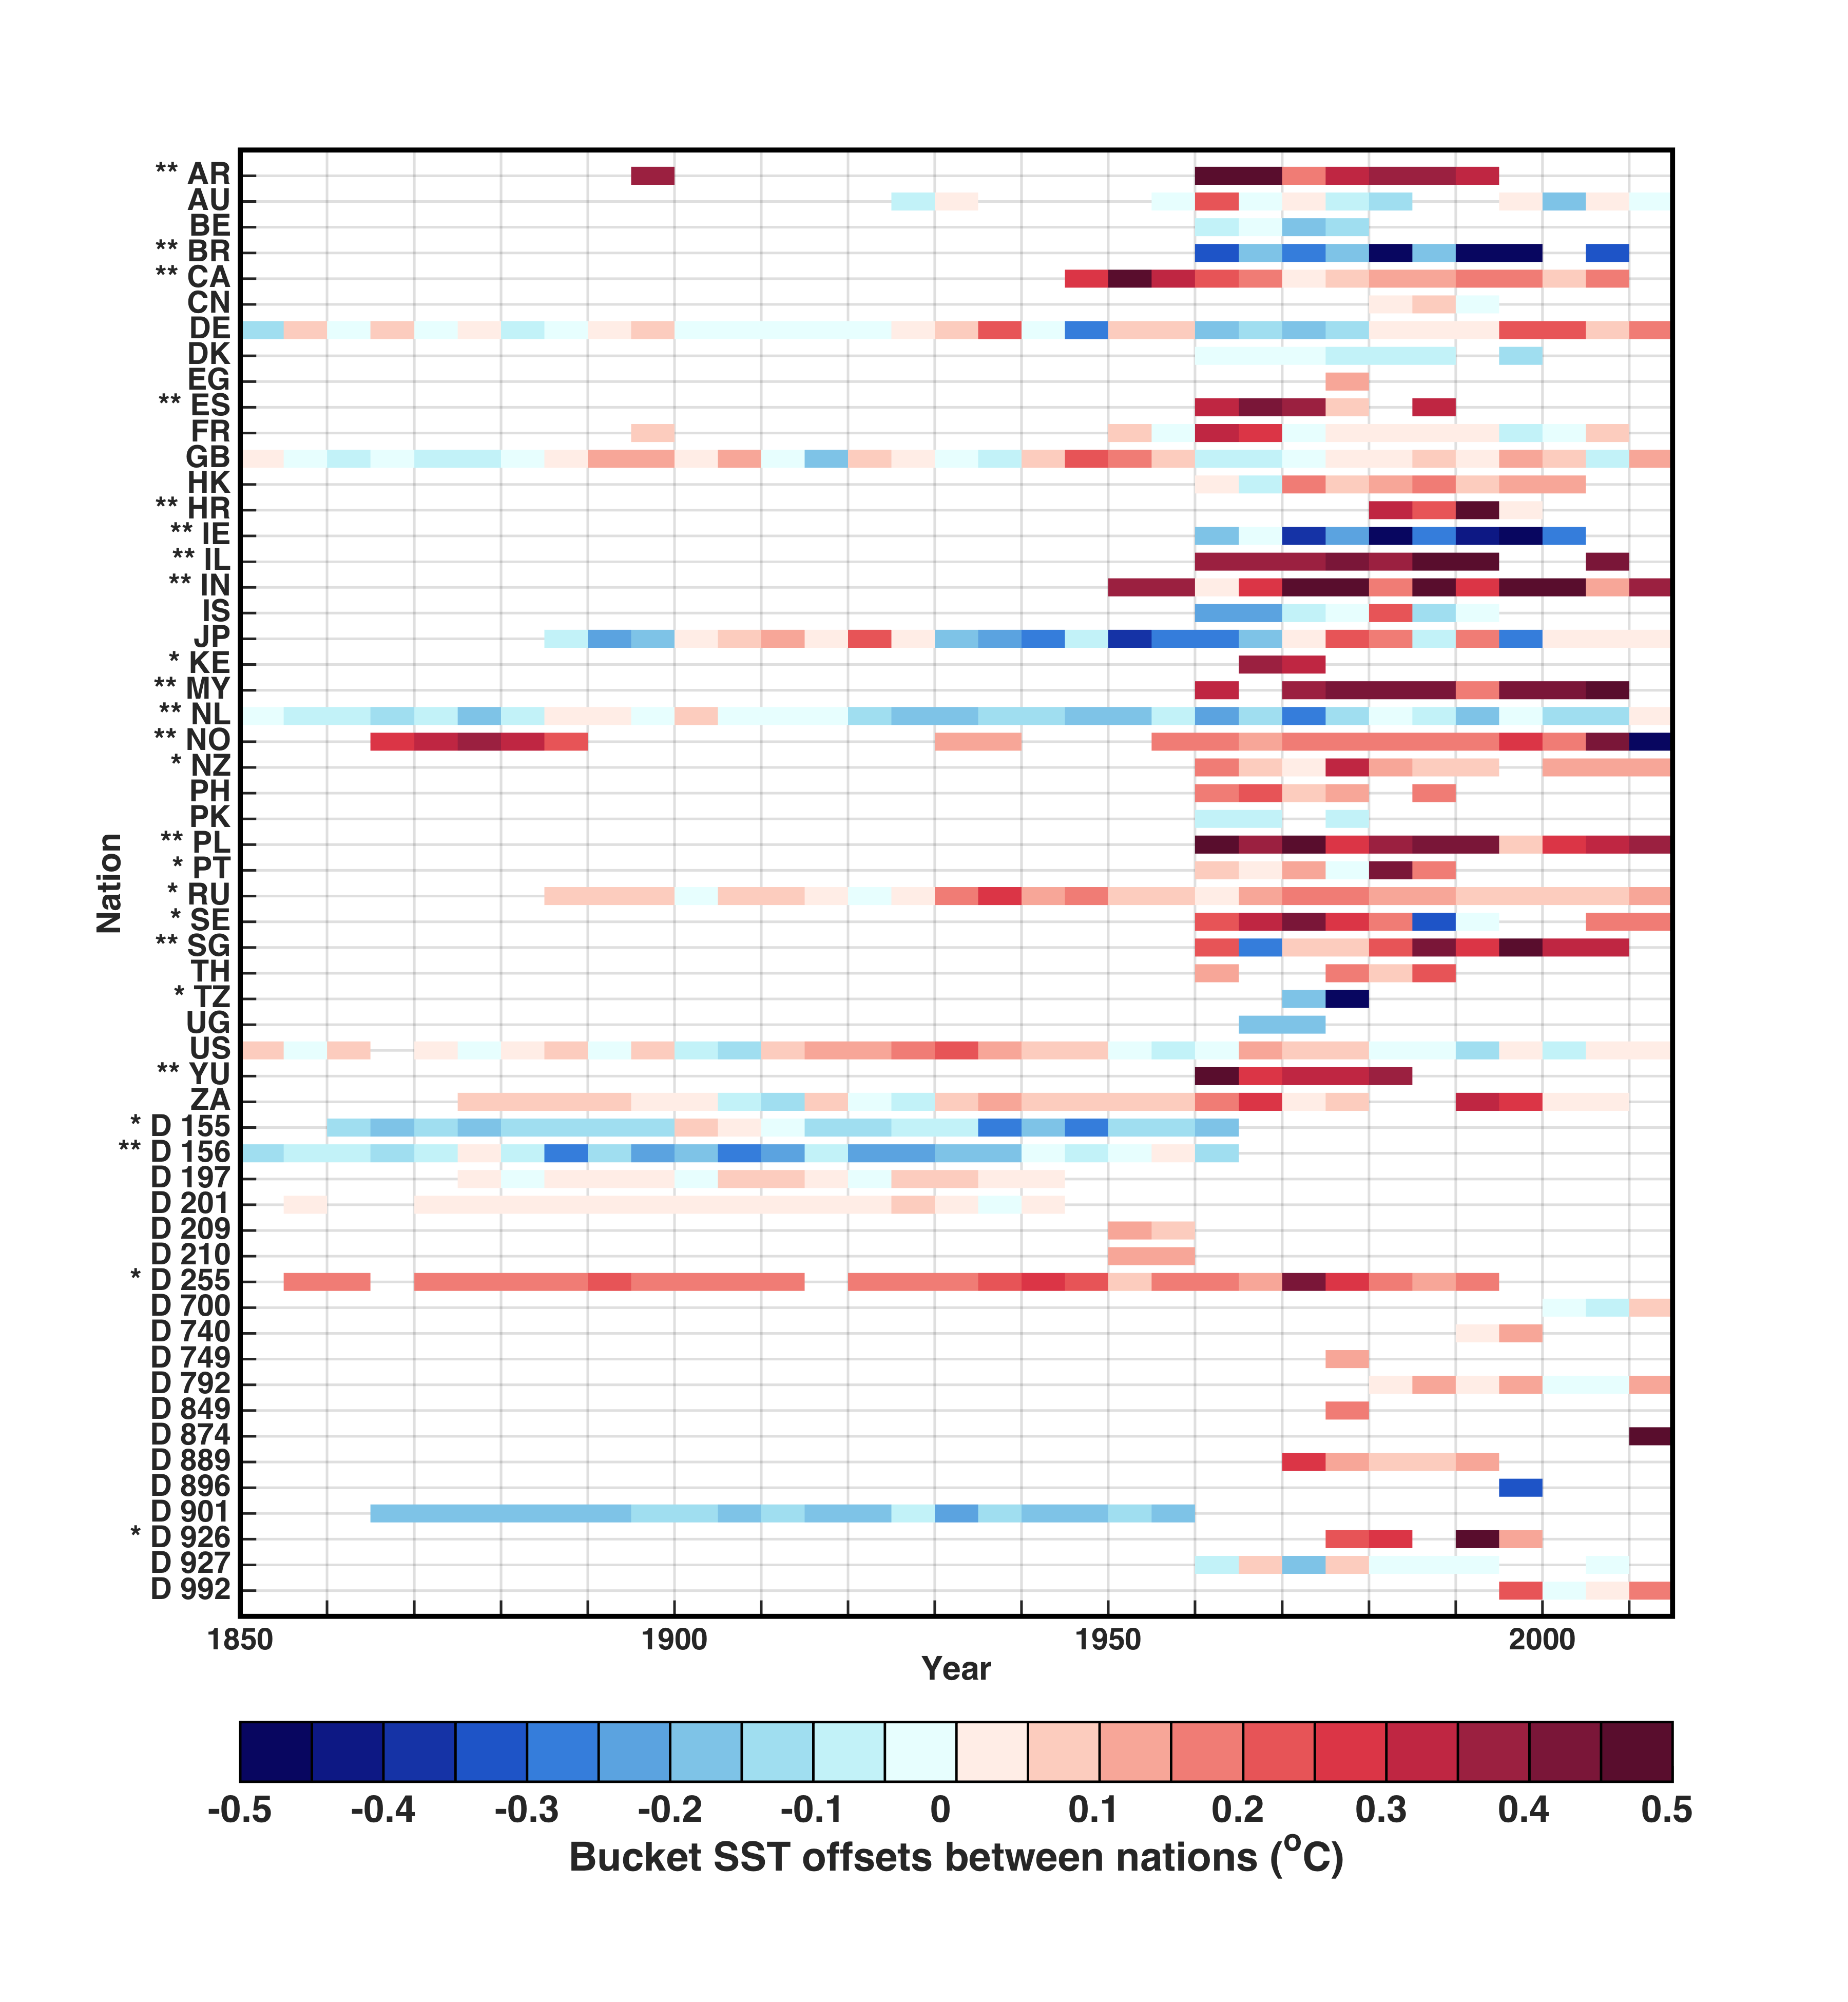 ** AR
AU
BE
** BR
** CA
CN
DE
DK
EG
** ES
FR
GB
HK
** HR
** IE
** IL
** IN
IS
JP
* KE
** MY
** NL
** NO
* NZ
PH
PK
** PL
* PT
* RU
* SE
** SG
TH
* TZ
UG
US
** YU
ZA
* D 155
** D 156
D 197
D 201
D 209
D 210
* D 255
D 700
D 740
D 749
D 792
D 849
D 874
D 889
D 896
D 901
* D 926
D 927
D 992
Nation
1850 1900 1950 2000
Year
-0.5 -0.4 -0.3 -0.2 -0.1 0 0.1 0.2 0.3 0.4 0.5
Bucket SST offsets between nations (°C)